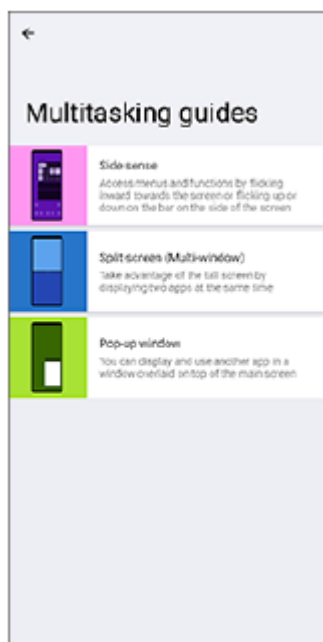 Multitasking guides
Side sense
Access menus and functions by flicking
inward towards the screen or flicking up or
down on the bar on the side of the screen
Split screen (Multi-window)
Take advantage of the tall screen by
displaying two apps at the same time
Pop-up window
You can display and use another app in a
window overlaid on top of the main screen